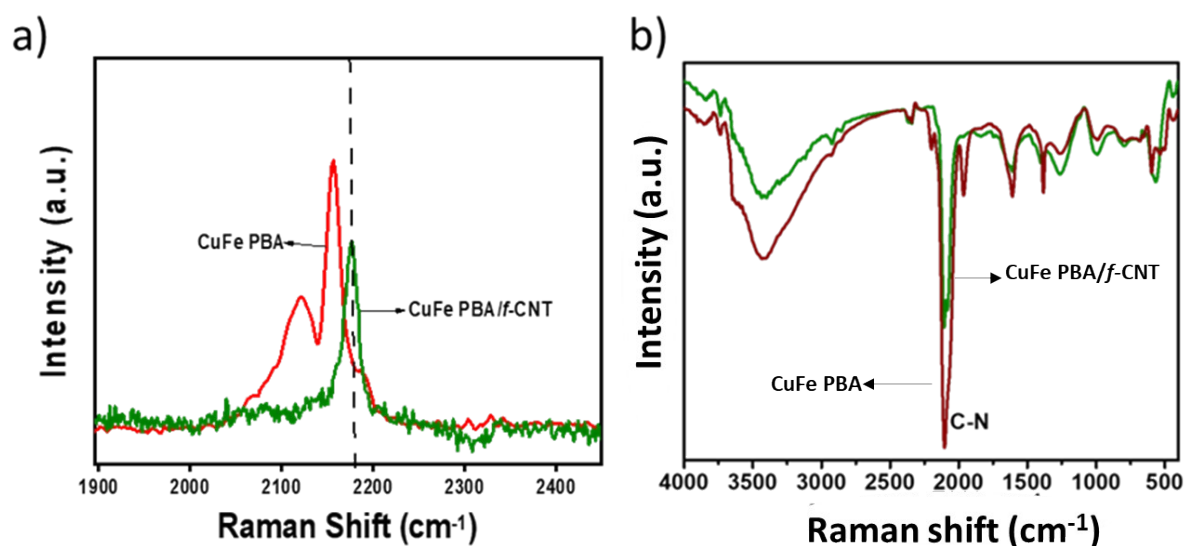 a)
Intensity (a.u.)
CuFe PBA
CuFe PBA/f-CNT
1900 2000 2100 2200 2300 2400
Raman Shift (cm-1)
b)
Intensity (a.u.)
CuFe PBA/f-CNT
CuFe PBA
C-N
4000 3500 3000 2500 2000 1500 1000 500
Raman shift (cm-1)